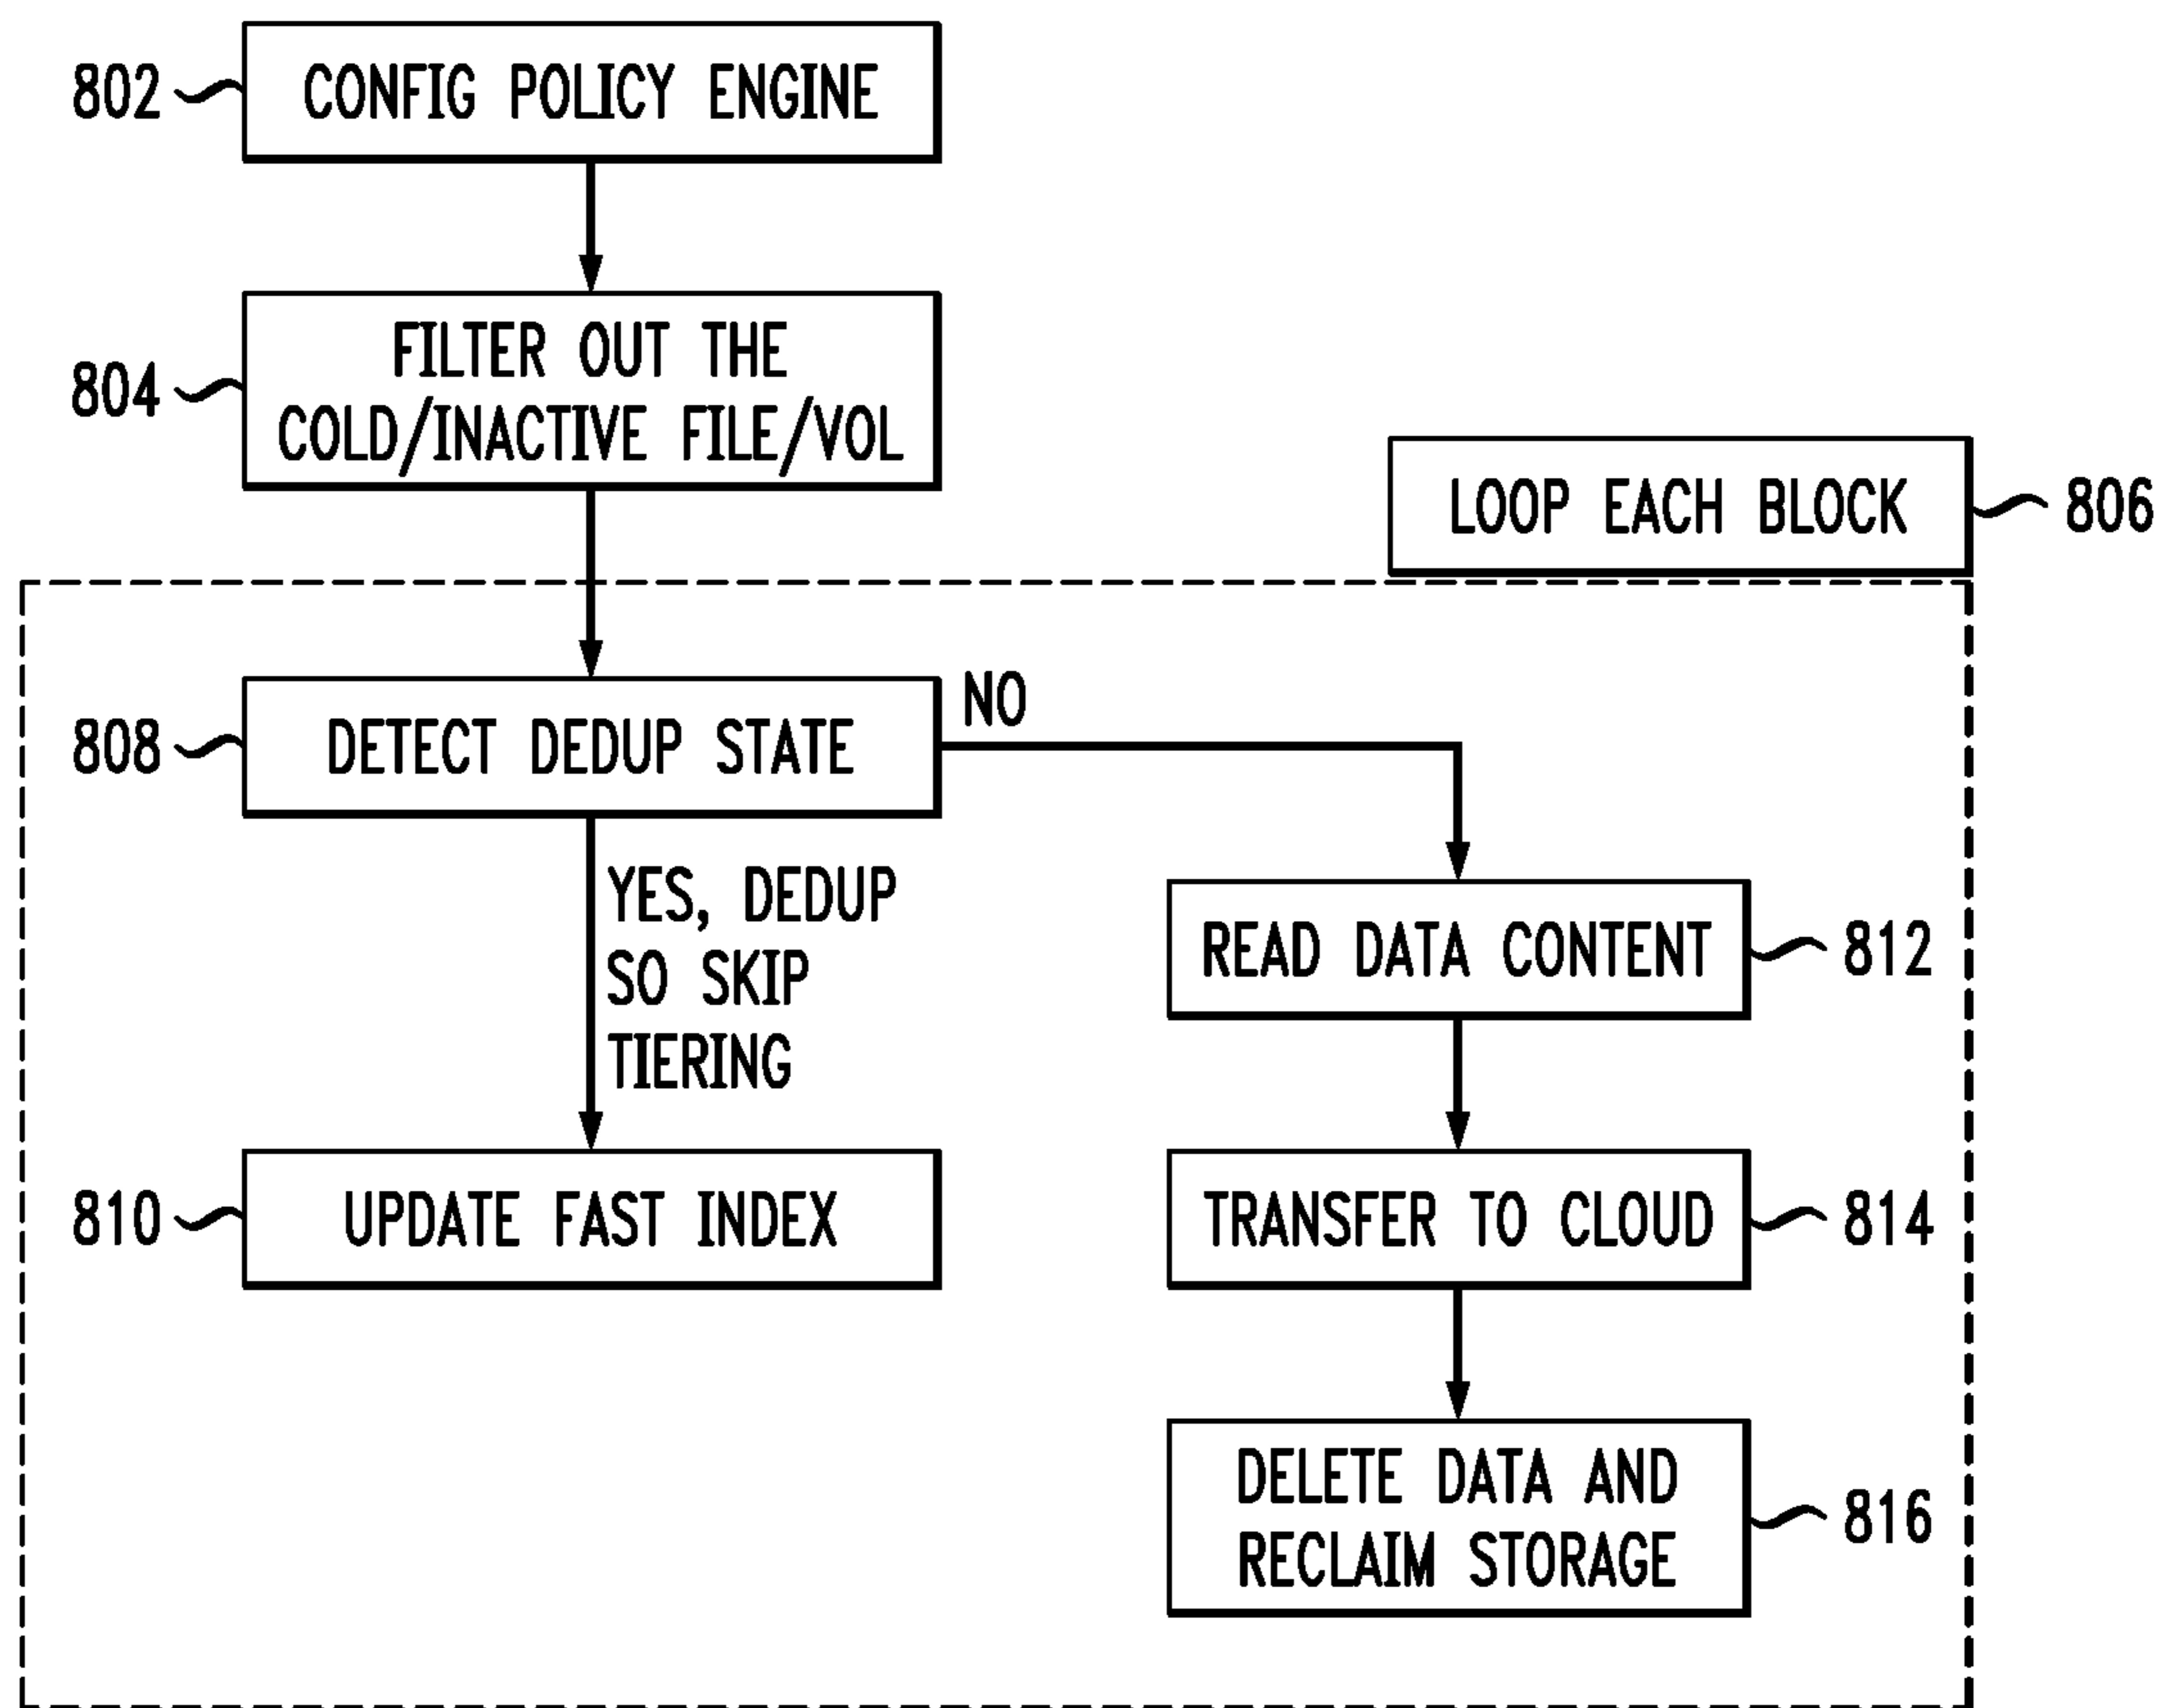 802
CONFIG POLICY ENGINE
804
FILTER OUT THE
COLD/INACTIVE FILE/VOL
LOOP EACH BLOCK
806
808
DETECT DEDUP STATE
NO
YES, DEDUP
SO SKIP
TIERING
READ DATA CONTENT
812
810
UPDATE FAST INDEX
TRANSFER TO CLOUD
814
DELETE DATA AND
RECLAIM STORAGE
816